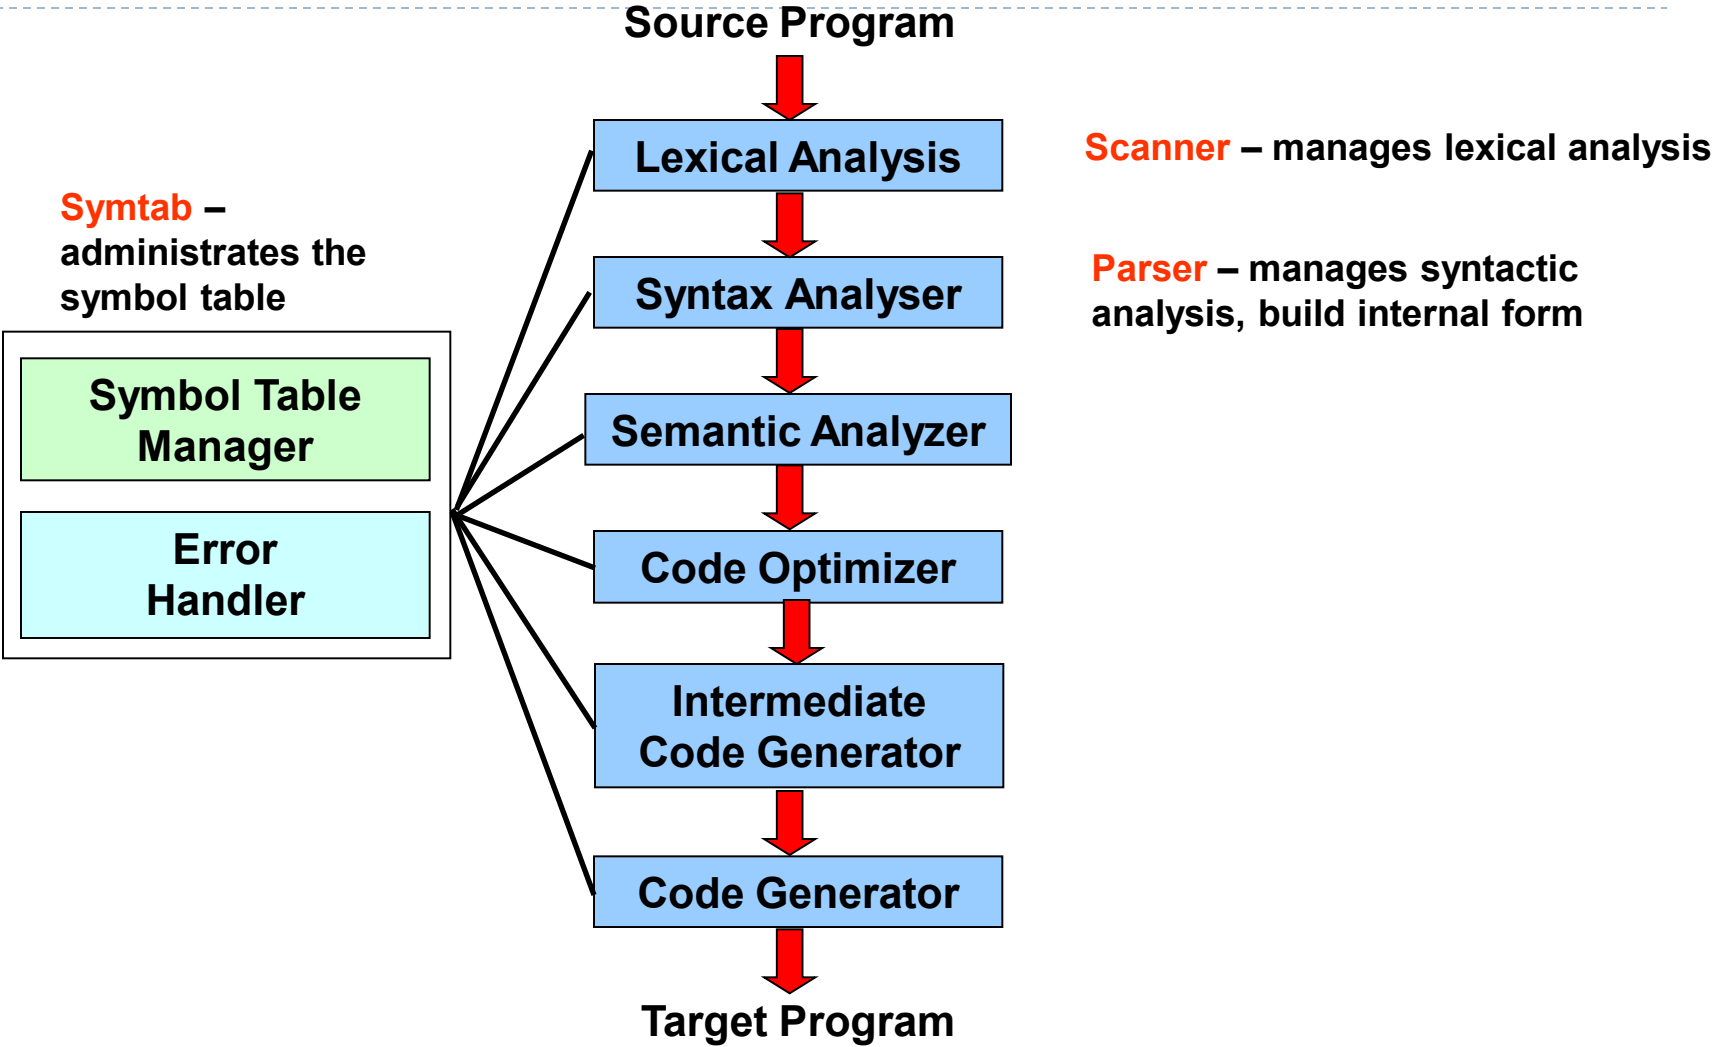 Source Program
Lexical Analysis
Scanner – manages lexical analysis
Symtab –
administrates the
symbol table
Syntax Analyser
Parser – manages syntactic
analysis, build internal form
Symbol Table
Manager
Semantic Analyzer
Error
Handler
Code Optimizer
Intermediate
Code Generator
Code Generator
Target Program